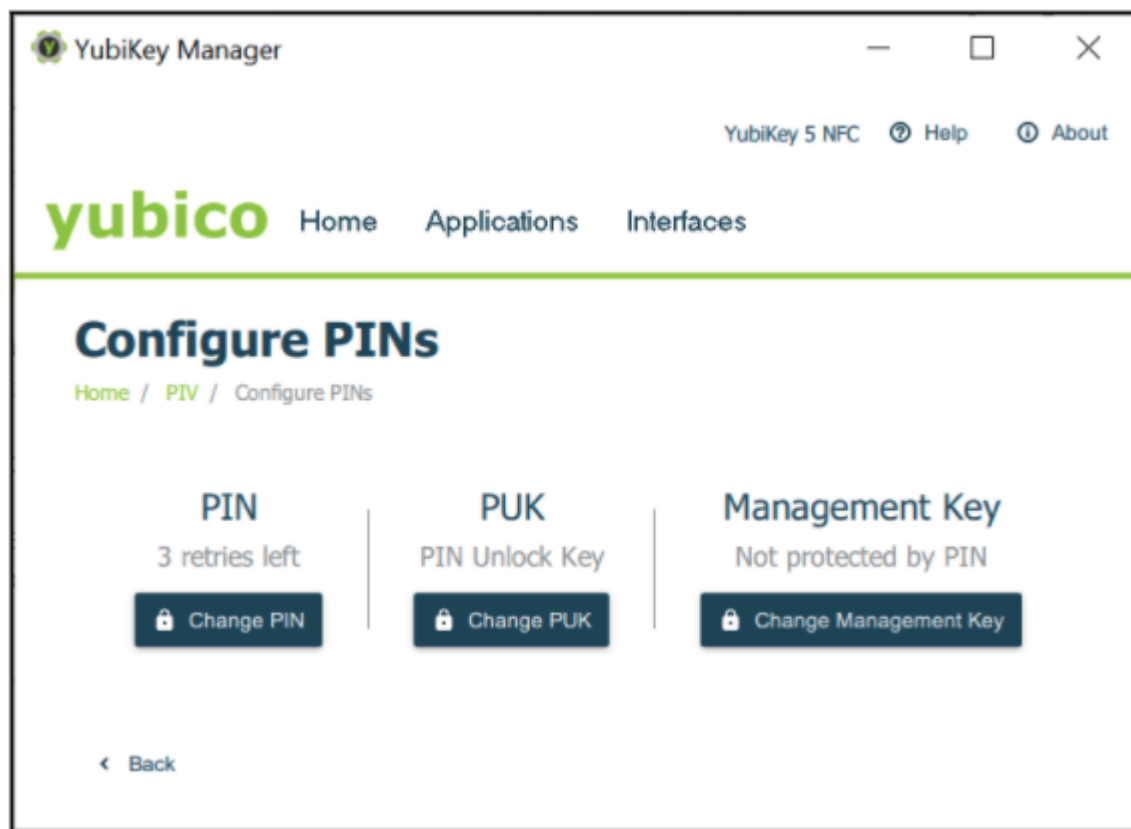 YubiKey Manager
YubiKey 5 NFC Help About
yubico Home Applications Interfaces
Configure PINs
Home / PIV / Configure PINs
PIN PUK Management Key
3 retries left PIN Unlock Key Not protected by PIN
Change PIN Change PUK Change Management Key
Back